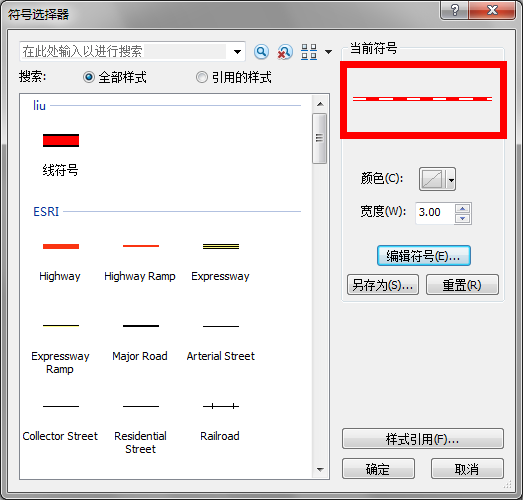 符号选择器
在此处输入以进行搜索
搜索:
全部样式
引用的样式
liu
线符号
ESRI
Highway
Highway Ramp
Expressway
Expressway
Ramp
Major Road
Arterial Street
Collector Street
Residential
Street
Railroad
当前符号
颜色(C):
宽度(W):
3.00
编辑符号(E)...
另存为(S)...
重置(R)
样式引用(F)...
确定
取消